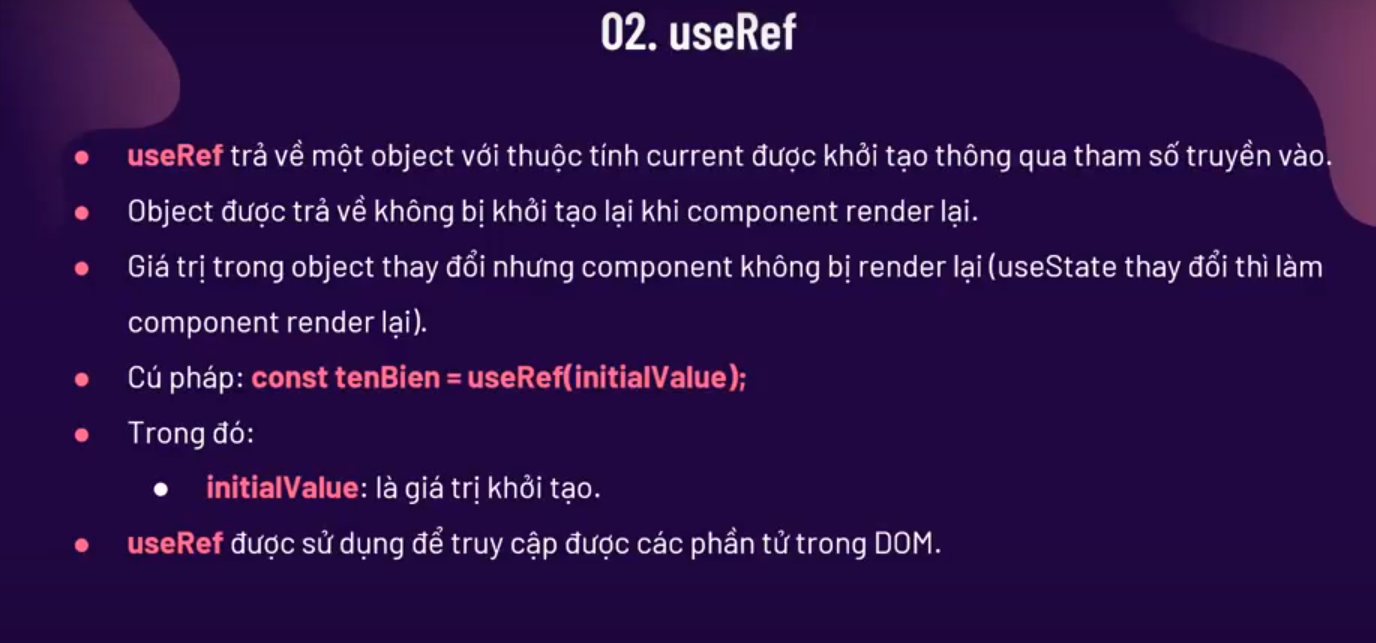 02. useRef
● useRef trả về một object với thuộc tính current được khởi tạo thông qua tham số truyền vào.
● Object được trả về không bị khởi tạo lại khi component render lại.
● Giá trị trong object thay đổi nhưng component không bị render lại (useState thay đổi thì làm
component render lại).
● Cú pháp: const tenBien = useRef(initialValue);
● Trong đó:
● initialValue: là giá trị khởi tạo.
● useRef được sử dụng để truy cập được các phần tử trong DOM.